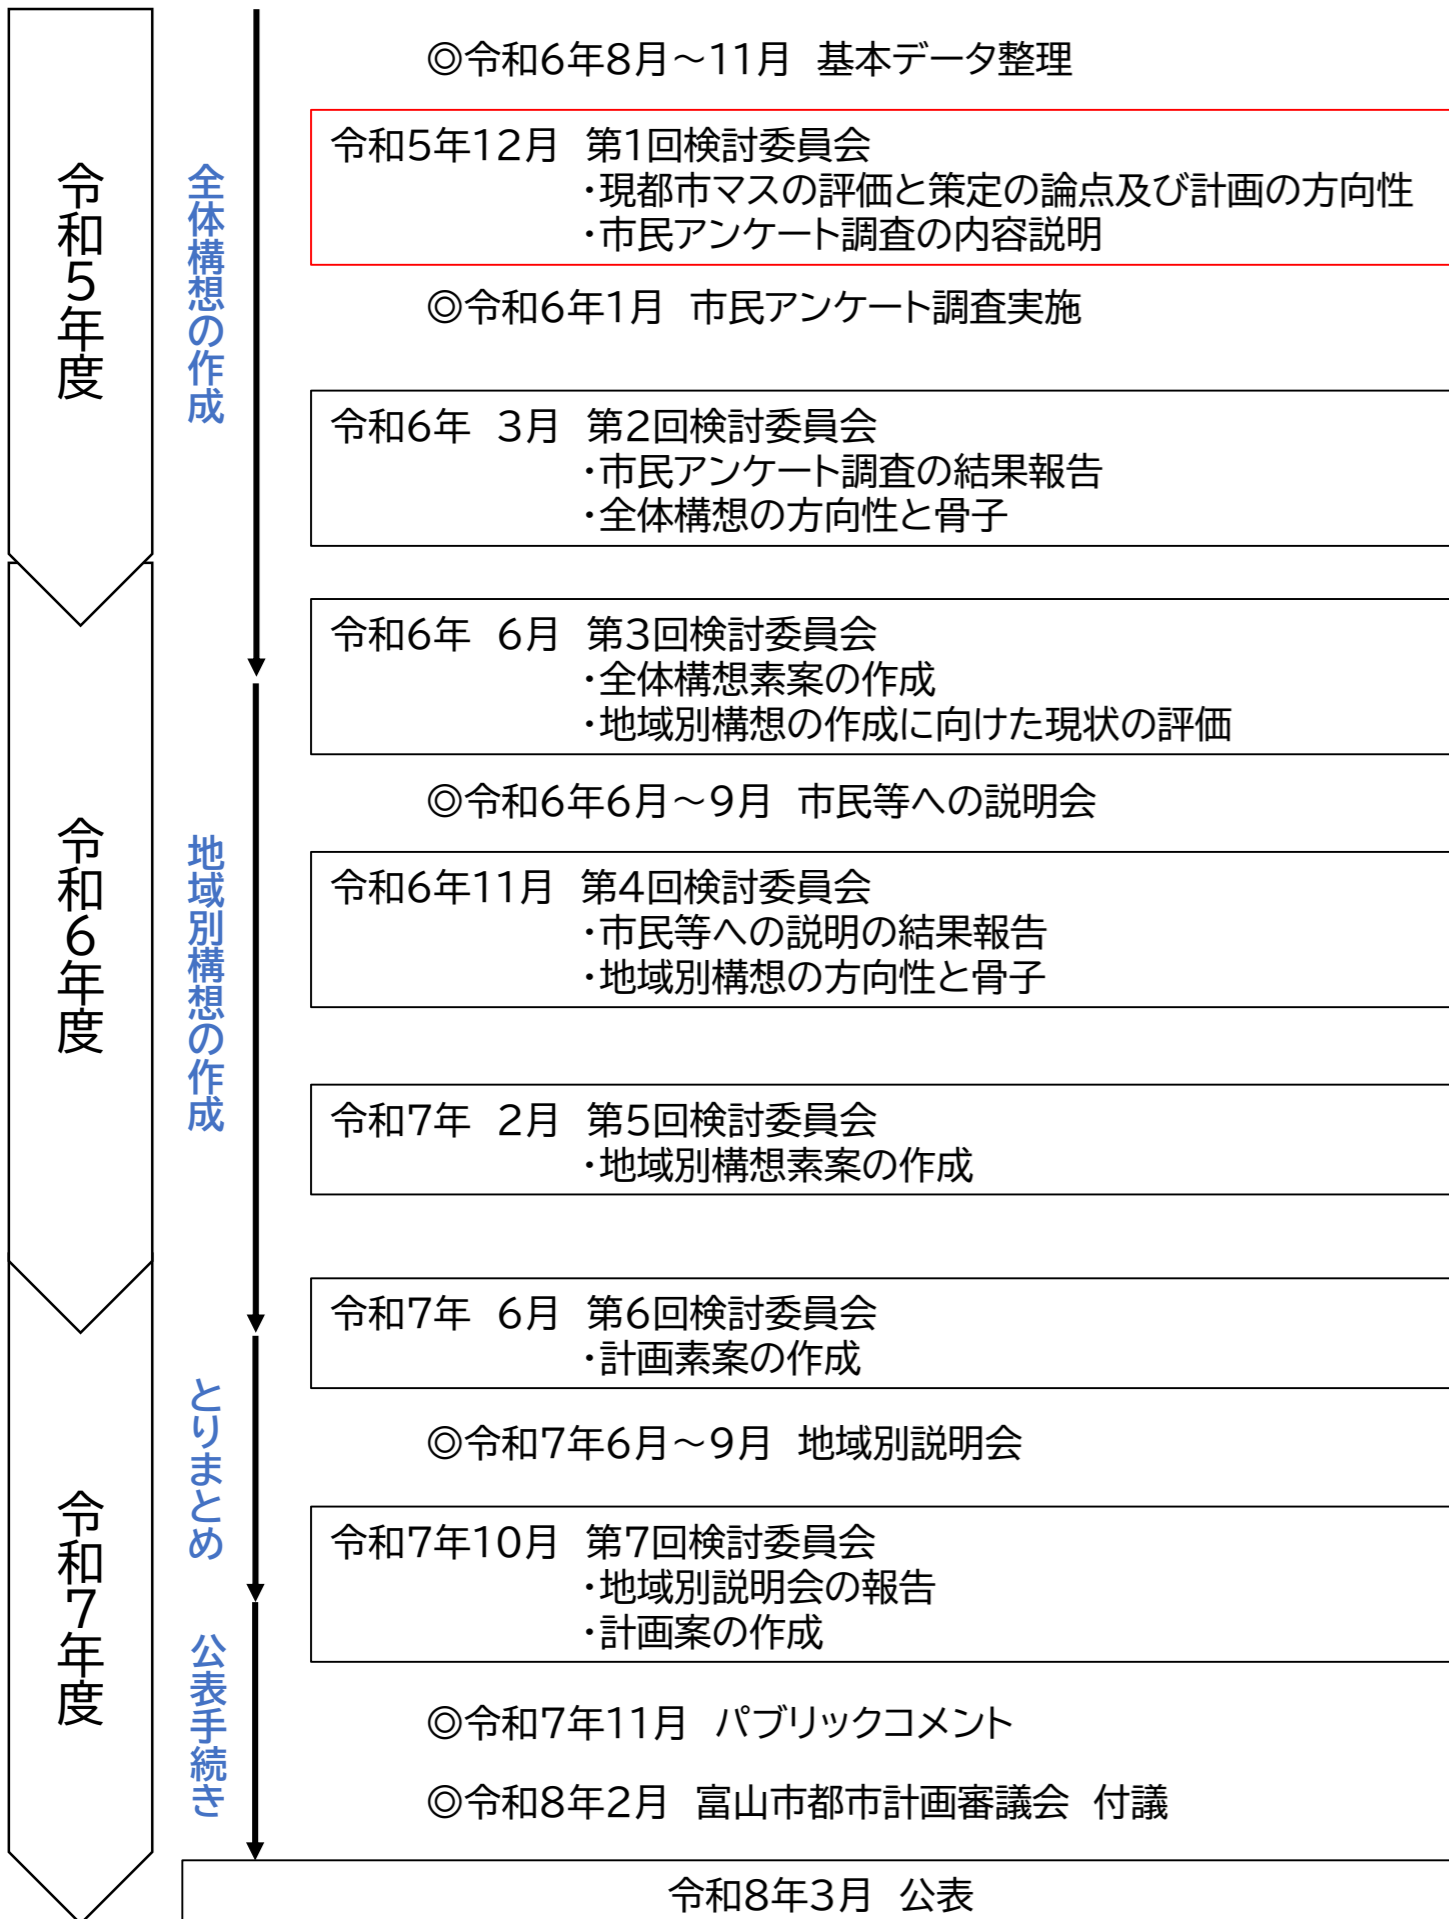 令和5年度
全体構想の作成
◎令和6年8月～11月 基本データ整理
令和5年12月 第1回検討委員会
・現都市マスの評価と策定の論点及び計画の方向性
・市民アンケート調査の内容説明
◎令和6年1月 市民アンケート調査実施
令和6年 3月 第2回検討委員会
・市民アンケート調査の結果報告
・全体構想の方向性と骨子
令和6年度
地域別構想の作成
令和6年 6月 第3回検討委員会
・全体構想素案の作成
・地域別構想の作成に向けた現状の評価
◎令和6年6月～9月 市民等への説明会
令和6年11月 第4回検討委員会
・市民等への説明の結果報告
・地域別構想の方向性と骨子
令和7年 2月 第5回検討委員会
・地域別構想素案の作成
令和7年度
とりまとめ
令和7年 6月 第6回検討委員会
・計画素案の作成
◎令和7年6月～9月 地域別説明会
令和7年10月 第7回検討委員会
・地域別説明会の報告
・計画案の作成
公表手続き
◎令和7年11月 パブリックコメント
◎令和8年2月 富山市都市計画審議会 付議
令和8年3月 公表